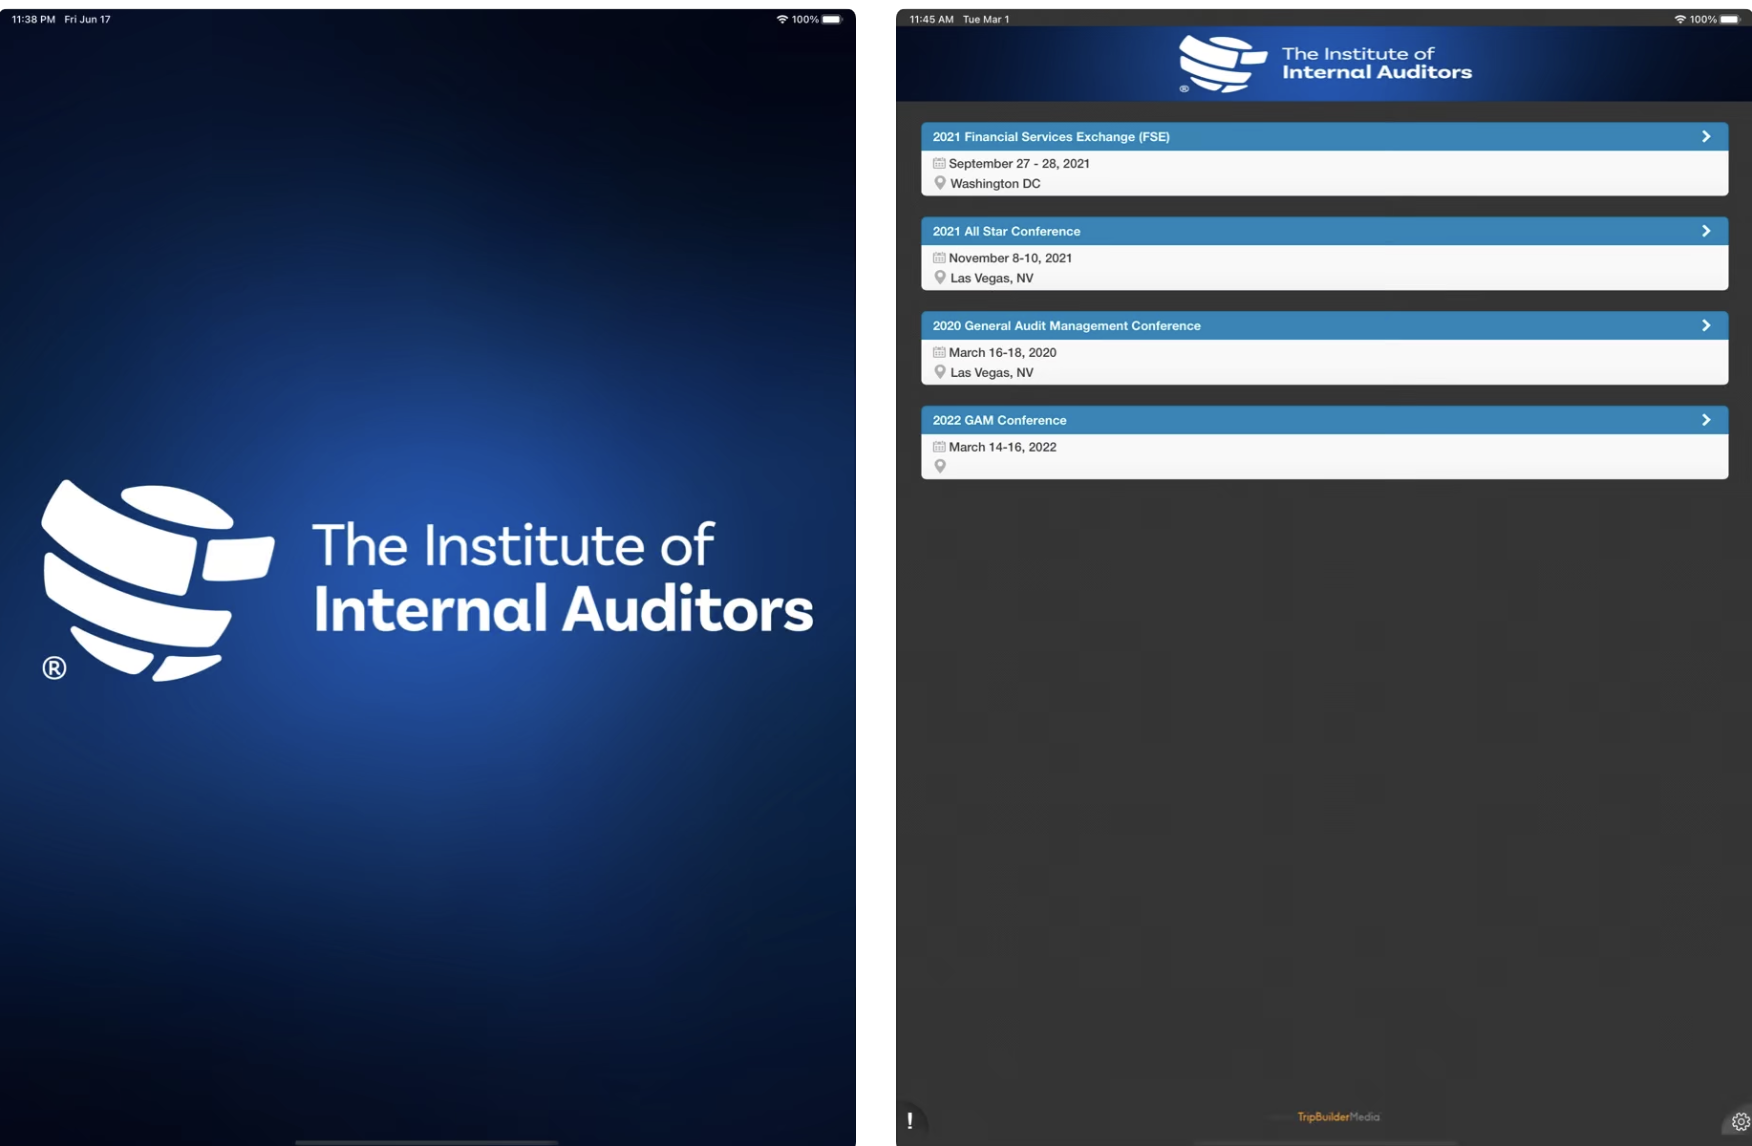 11:38 PM Fri Jun 17
100%
The Institute of
Internal Auditors
®
11:45 AM Tue Mar 1
100%
The Institute of
Internal Auditors
®
2021 Financial Services Exchange (FSE)
September 27 - 28, 2021
Washington DC
2021 All Star Conference
November 8-10, 2021
Las Vegas, NV
2020 General Audit Management Conference
March 16-18, 2020
Las Vegas, NV
2022 GAM Conference
March 14-16, 2022
!
TripBuilderMedia